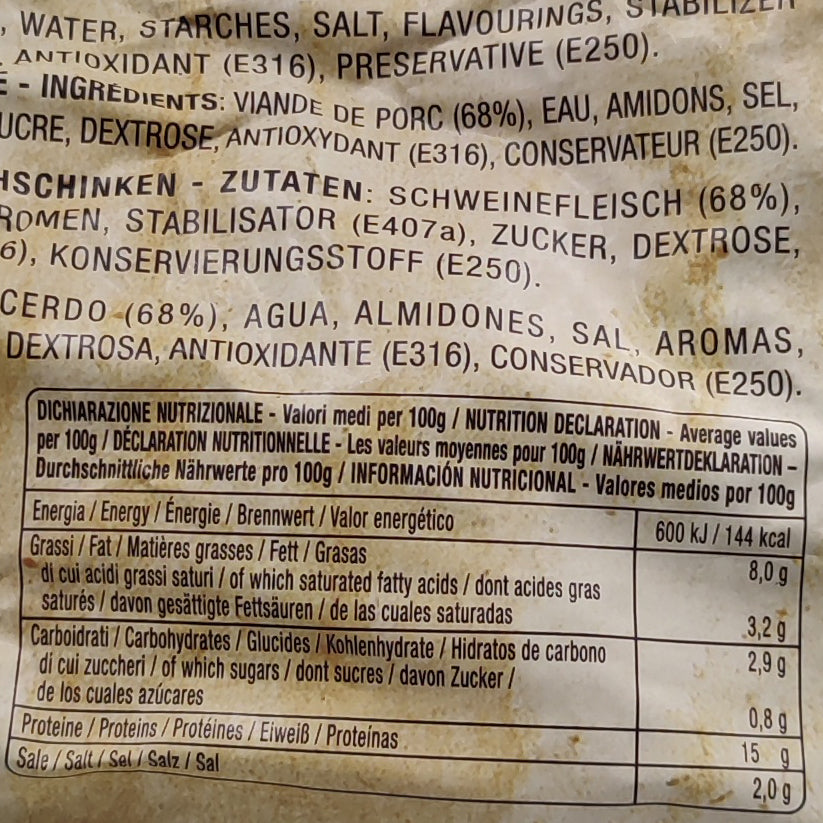 , WATER, STARCHES, SALT, FLAVOURINGS, STABILIZER
ANTIOXIDANT (E316), PRESERVATIVE (E250).
E - INGRÉDIENTS: VIANDE DE PORC (68%), EAU, AMIDONS, SEL,
UCRE, DEXTROSE, ANTIOXYDANT (E316), CONSERVATEUR (E250).
HSCHINKEN - ZUTATEN: SCHWEINEFLEISCH (68%),
ROMEN, STABILISATOR (E407a), ZUCKER, DEXTROSE,
6), KONSERVIERUNGSSTOFF (E250).
CERDO (68%), AGUA, ALMIDONES, SAL, AROMAS,
DEXTROSA, ANTIOXIDANTE (E316), CONSERVADOR (E250).
DICHIARAZIONE NUTRIZIONALE - Valori medi per 100g / NUTRITION DECLARATION - Average values
per 100g / DÉCLARATION NUTRITIONNELLE - Les valeurs moyennes pour 100g / NÄHRWERTDEKLARATION -
Durchschnittliche Nährwerte pro 100g / INFORMACIÓN NUTRICIONAL - Valores medios por 100g
Energia / Energy / Énergie / Brennwert / Valor energético 600 kJ / 144 kcal
Grassi / Fat / Matières grasses / Fett / Grasas 8,0 g
di cui acidi grassi saturi / of which saturated fatty acids / dont acides gras
saturés / davon gesättigte Fettsäuren / de las cuales saturadas 3,2 g
Carboidrati / Carbohydrates / Glucides / Kohlenhydrate / Hidratos de carbono 2,9 g
di cui zuccheri / of which sugars / dont sucres / davon Zucker /
de los cuales azúcares 0,8 g
Proteine / Proteins / Protéines / Eiweiß / Proteínas 15 g
Sale / Salt / Sel / Salz / Sal 2,0 g